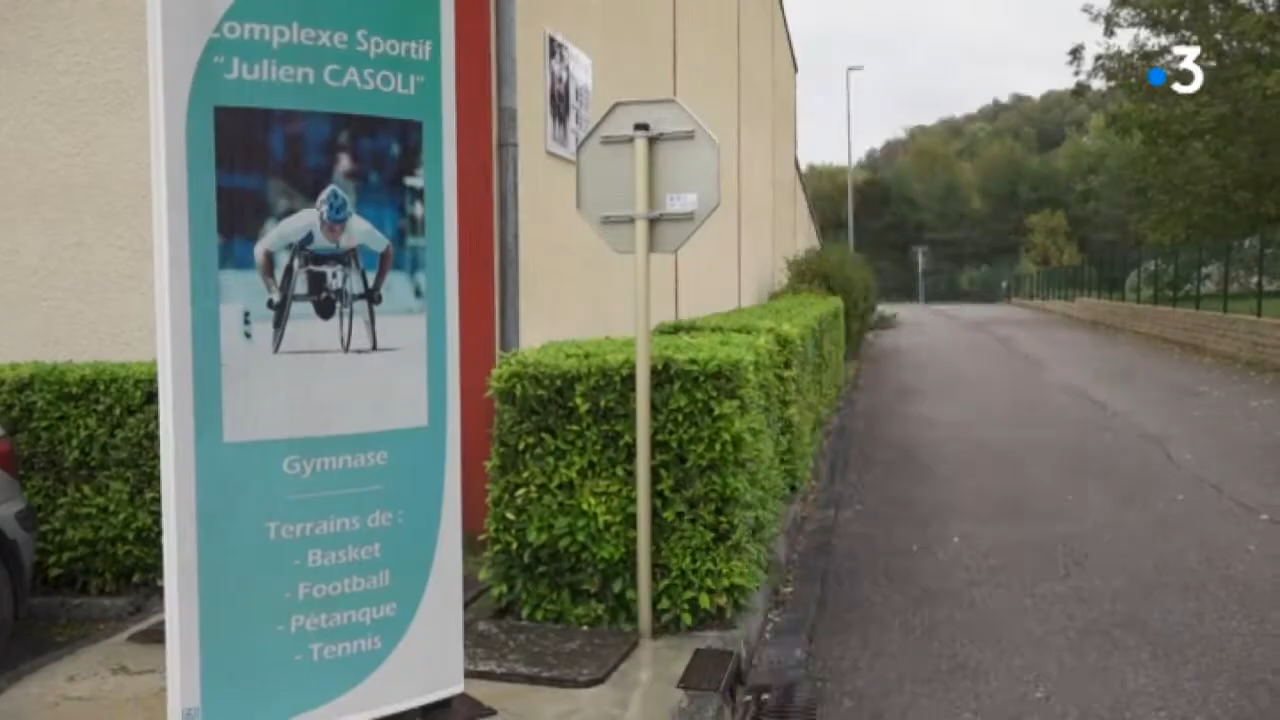 Complexe Sportif
"Julien CASOLI"
Gymnase
Terrains de :
- Basket
- Football
- Pétanque
- Tennis
3